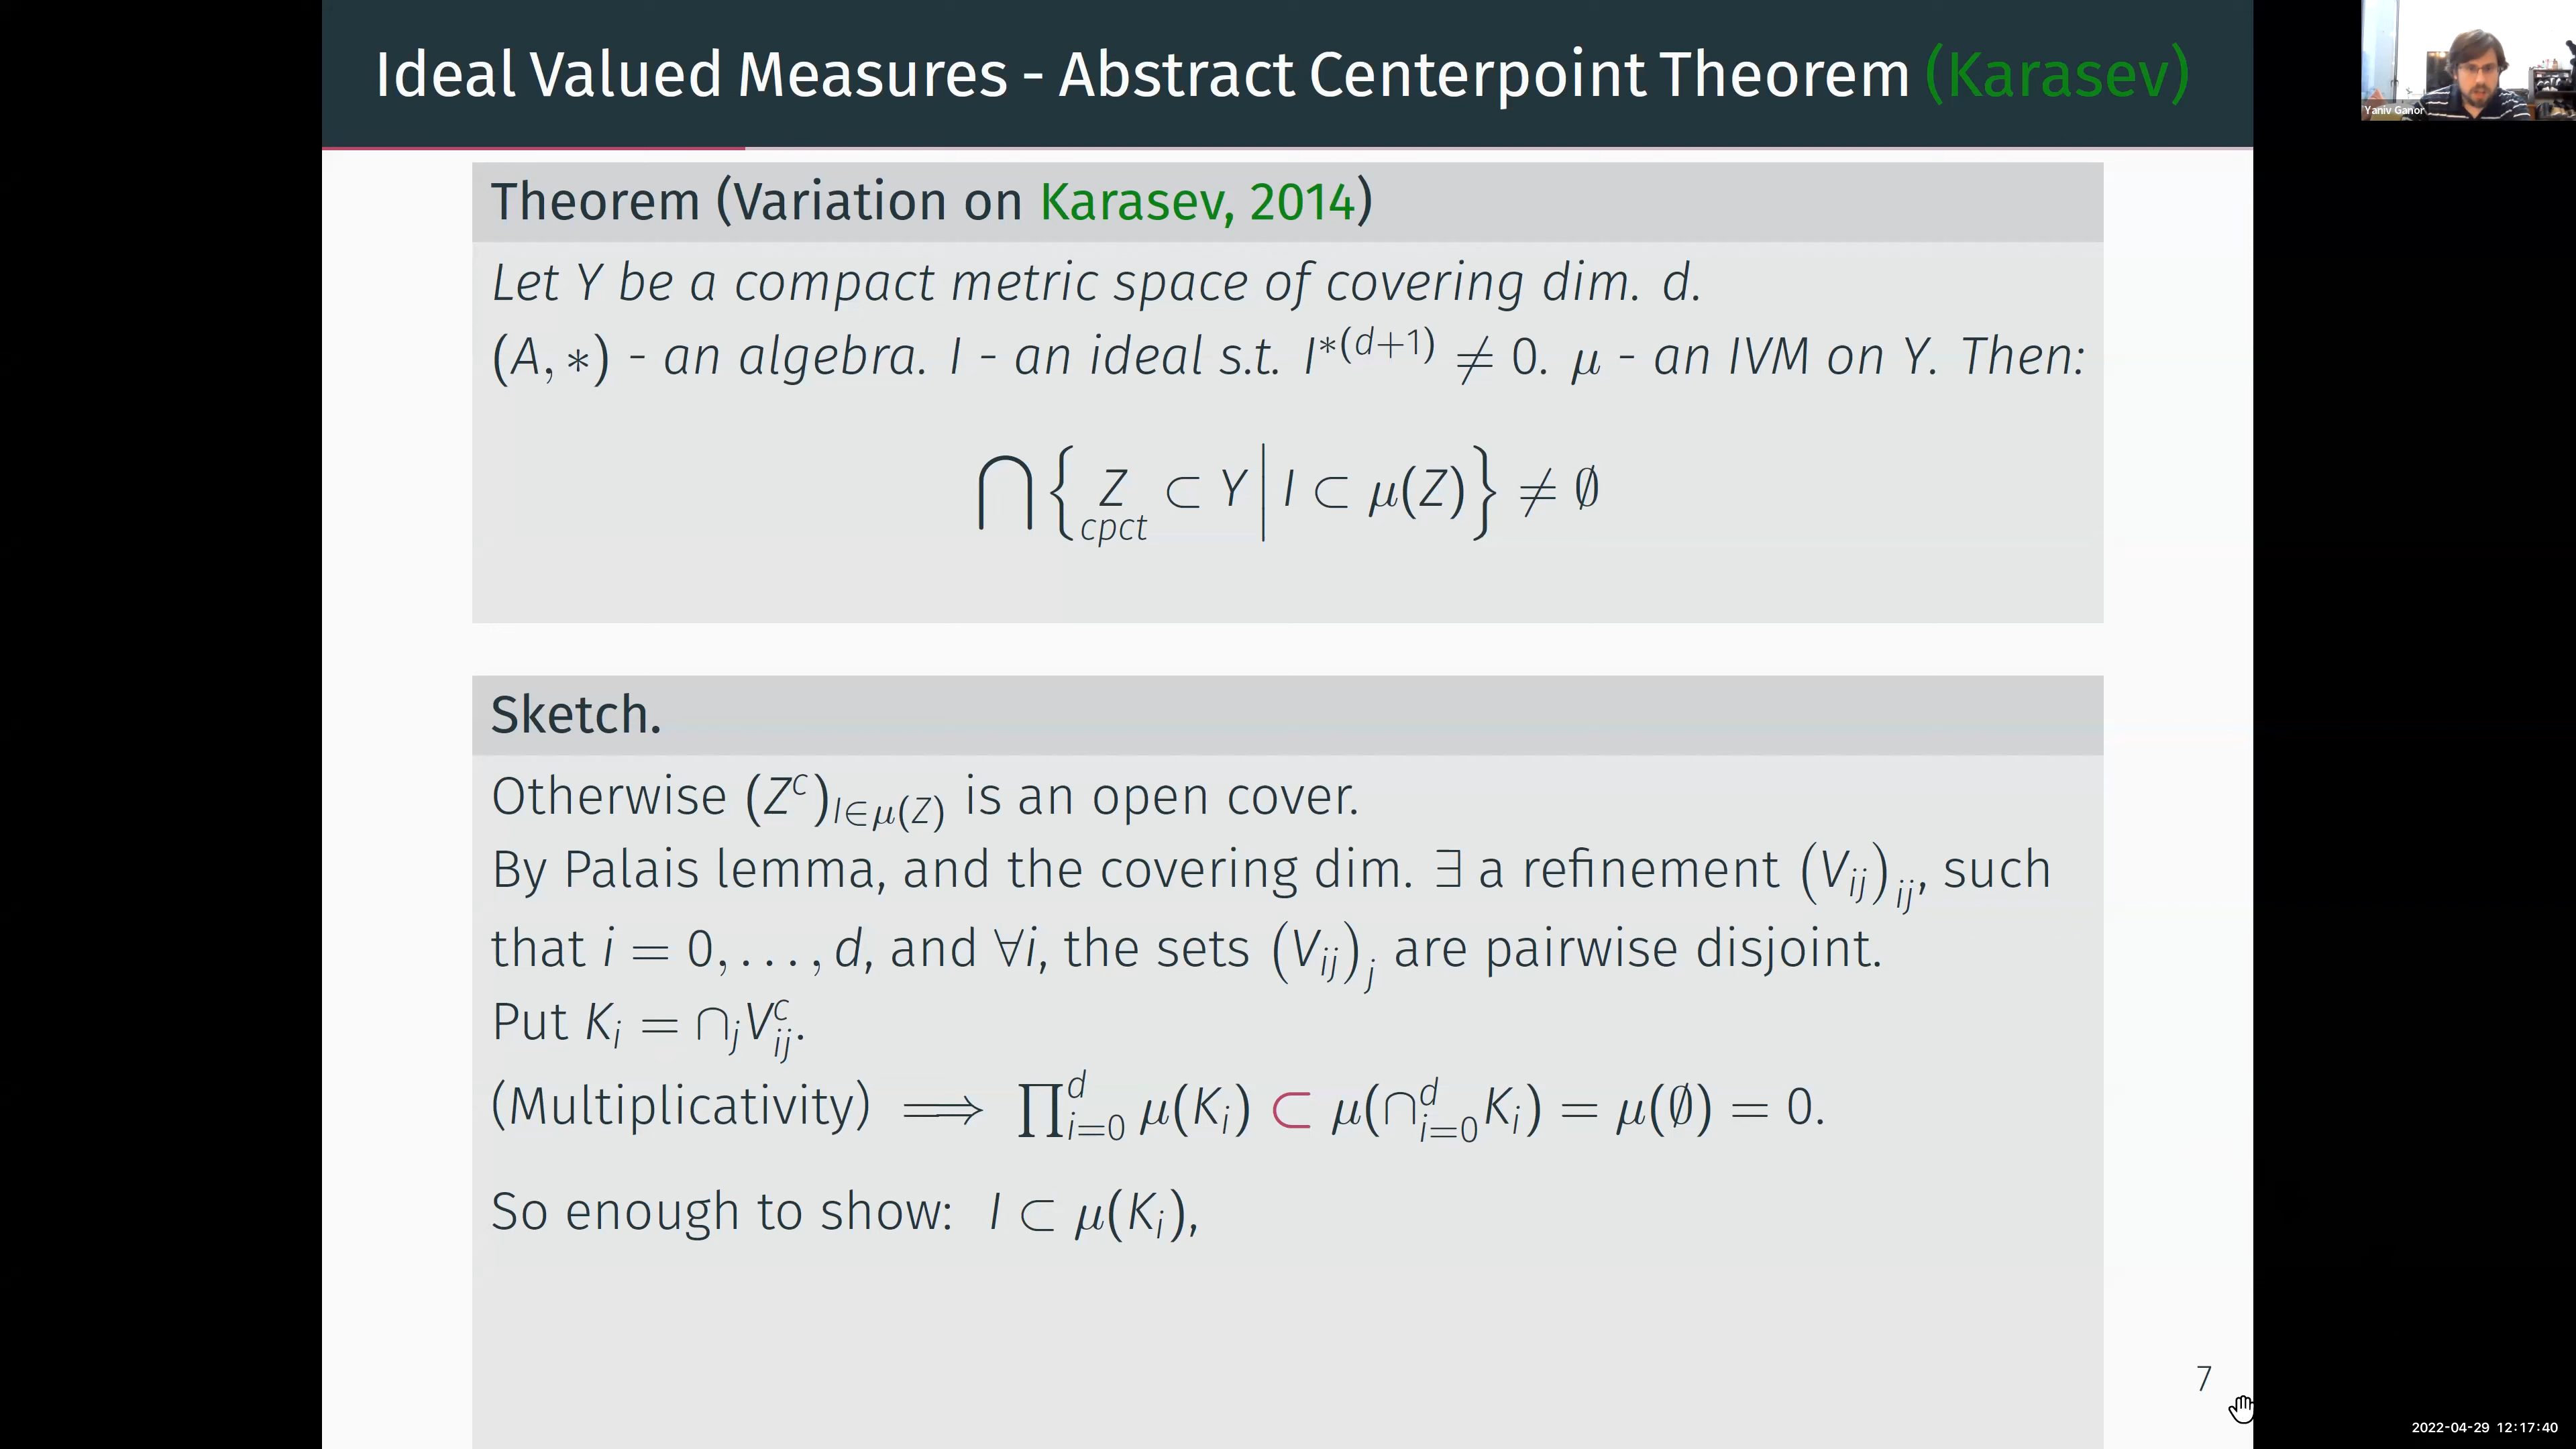 Ideal Valued Measures - Abstract Centerpoint Theorem (Karasev)
Yaniv Ganor
Theorem (Variation on Karasev, 2014)
Let Y be a compact metric space of covering dim. d.
(A, ∗) - an algebra. I - an ideal s.t. I^{∗(d+1)} ≠ 0. μ - an IVM on Y. Then:
⋂ { Z ⊂ Y | I ⊂ μ(Z) } ≠ ∅
cpct
Sketch.
Otherwise (Z^c)_{I∈μ(Z)} is an open cover.
By Palais lemma, and the covering dim. ∃ a refinement (V_{ij})_{ij}, such
that i = 0, . . . , d, and ∀i, the sets (V_{ij})_j are pairwise disjoint.
Put K_i = ∩_j V_{ij}^c.
(Multiplicativity) ⟹ ∏_{i=0}^d μ(K_i) ⊂ μ(∩_{i=0}^d K_i) = μ(∅) = 0.
So enough to show: I ⊂ μ(K_i),
7
2022-04-29 12:17:40